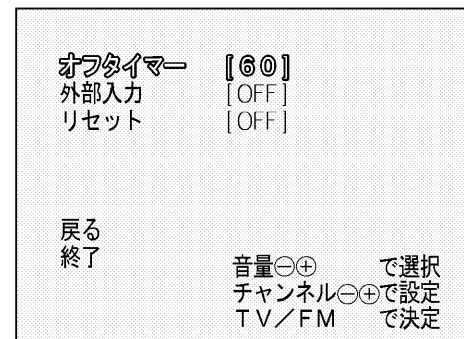 オフタイマー [60]
外部入力 [OFF]
リセット [OFF]
戻る
終了
音量⊖⊕ で選択
チャンネル⊖⊕で設定
TV/FM で決定